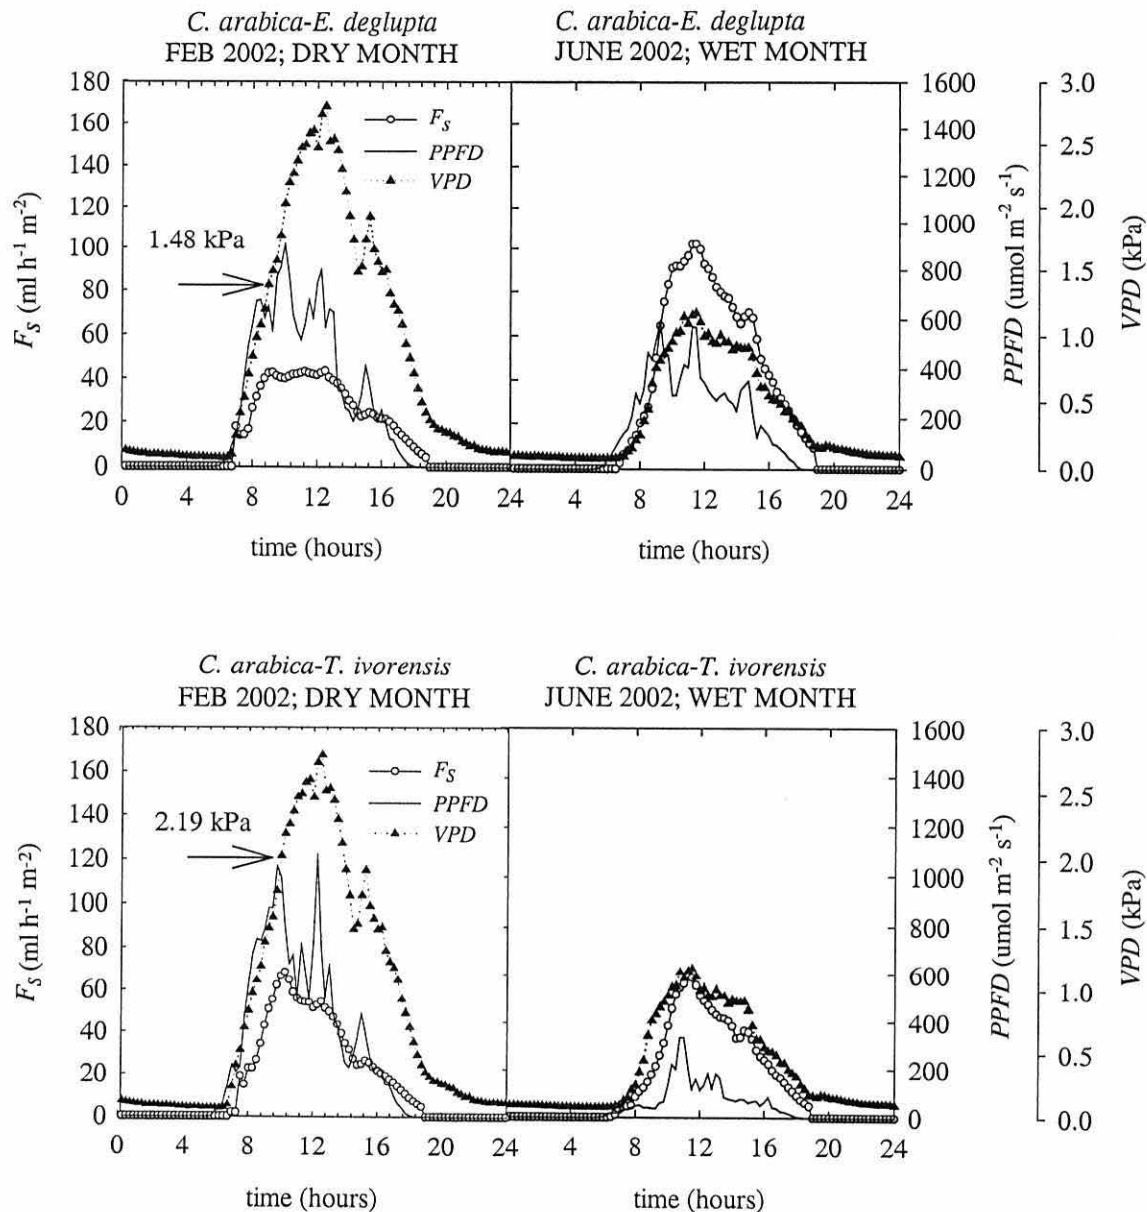 C. arabica-E. deglupta
FEB 2002; DRY MONTH
C. arabica-E. deglupta
JUNE 2002; WET MONTH
180
160
140
120
100
80
60
40
20
0
Fs (ml h-1 m-2)
1.48 kPa
Fs
PPFD
VPD
1600
1400
1200
1000
800
600
400
200
0
PPFD (umol m-2 s-1)
3.0
2.5
2.0
1.5
1.0
0.5
0.0
VPD (kPa)
0 4 8 12 16 20 24 4 8 12 16 20 24
time (hours) time (hours)
C. arabica-T. ivorensis
FEB 2002; DRY MONTH
C. arabica-T. ivorensis
JUNE 2002; WET MONTH
180
160
140
120
100
80
60
40
20
0
Fs (ml h-1 m-2)
2.19 kPa
Fs
PPFD
VPD
1600
1400
1200
1000
800
600
400
200
0
PPFD (umol m-2 s-1)
3.0
2.5
2.0
1.5
1.0
0.5
0.0
VPD (kPa)
0 4 8 12 16 20 24 4 8 12 16 20 24
time (hours) time (hours)